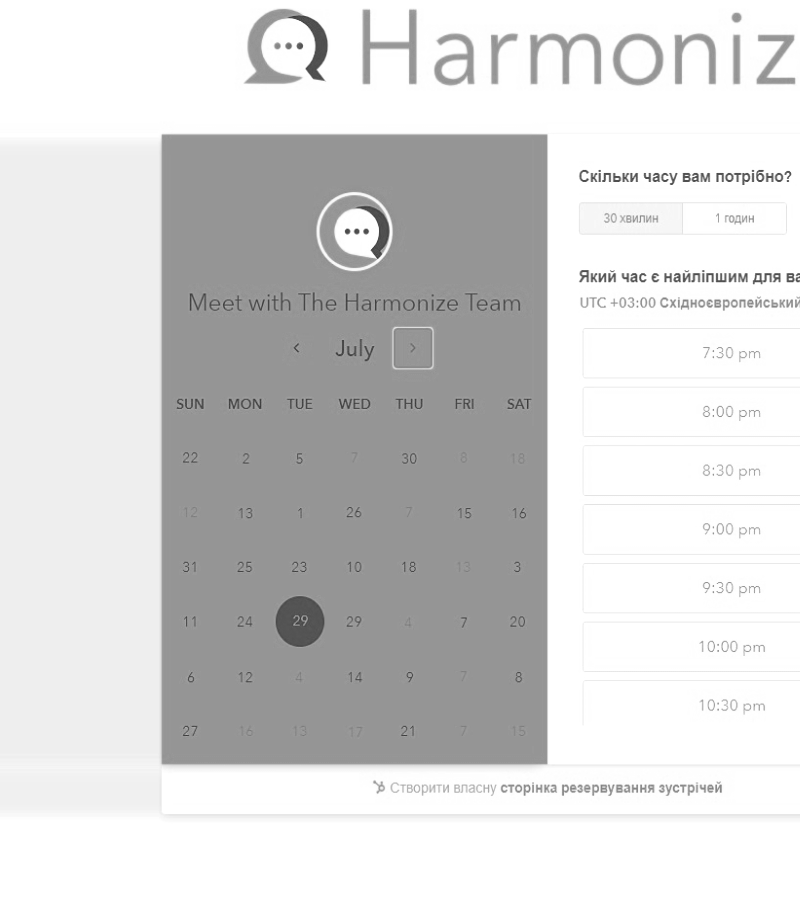 Harmoniz
Meet with The Harmonize Team
July
SUN MON TUE WED THU FRI SAT
22 2 5 7 30 8 18
12 13 1 26 7 15 16
31 25 23 10 18 13 3
11 24 29 29 4 7 20
6 12 4 14 9 7 8
27 16 13 17 21 7 15
Скільки часу вам потрібно?
30 хвилин
1 годин
Який час є найліпшим для ва
UTC +03:00 Східноєвропейський
7:30 pm
8:00 pm
8:30 pm
9:00 pm
9:30 pm
10:00 pm
10:30 pm
Створити власну сторінка резервування зустрічей